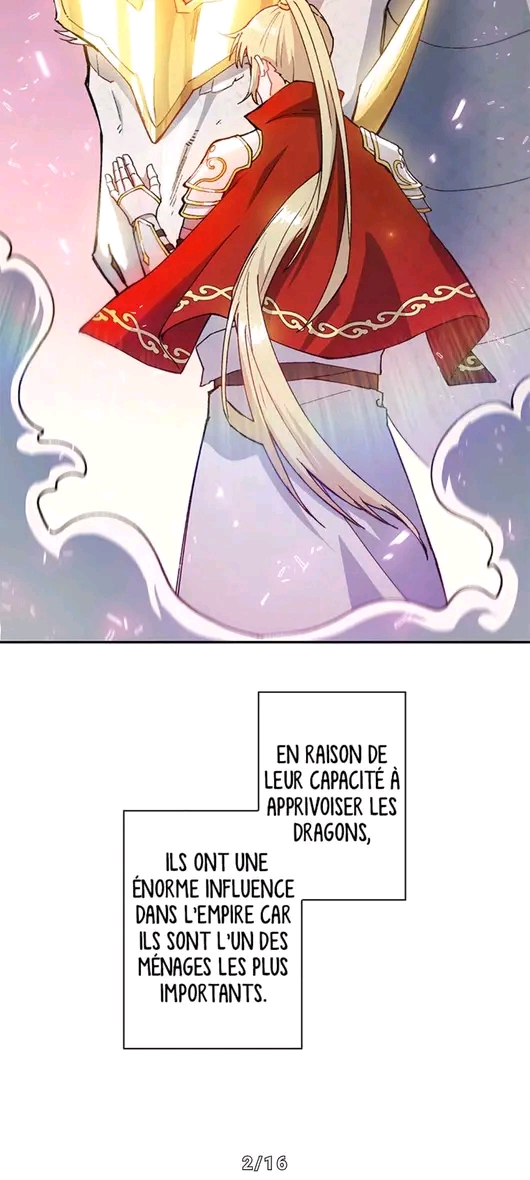 EN RAISON DE
LEUR CAPACITÉ À
APPRIVOISER LES
DRAGONS,
ILS ONT UNE
ÉNORME INFLUENCE
DANS L'EMPIRE CAR
ILS SONT L'UN DES
MÉNAGES LES PLUS
IMPORTANTS.
2/16